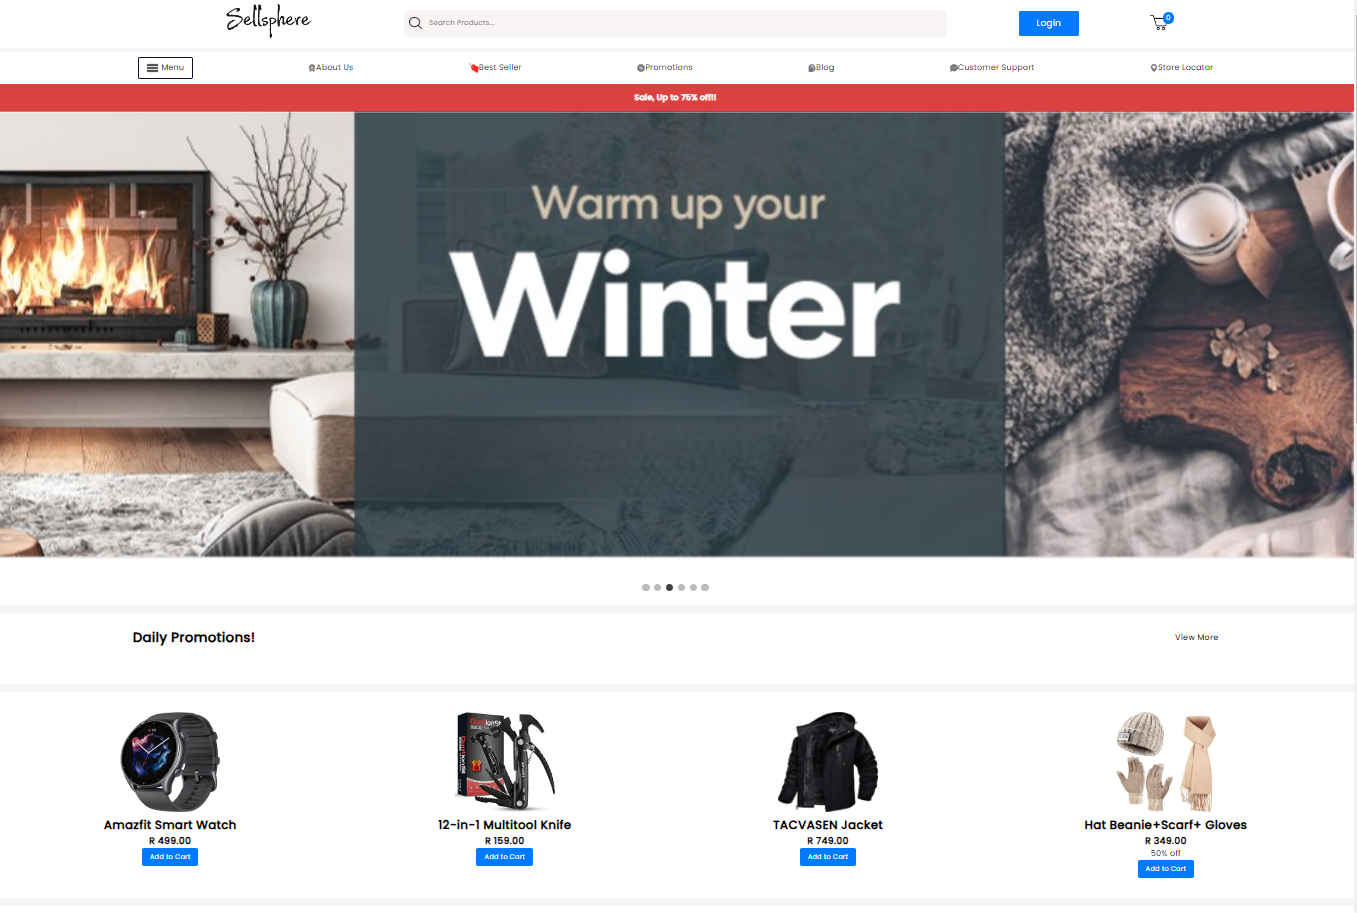 Sellsphere
Search Products...
Login
0
Menu
About Us
Best Seller
Promotions
Blog
Customer Support
Store Locator
Sale, Up to 75% off!!
Warm up your
Winter
Daily Promotions!
View More
Amazfit Smart Watch
R 499.00
Add to Cart
12-in-1 Multitool Knife
R 159.00
Add to Cart
TACVASEN Jacket
R 749.00
Add to Cart
Hat Beanie+Scarf+ Gloves
R 349.00
50% off
Add to Cart